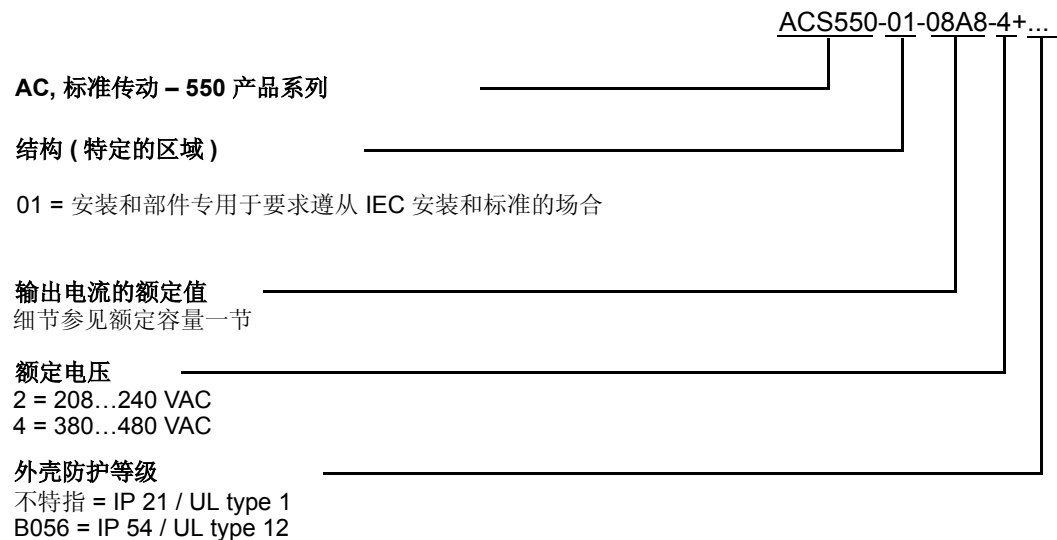 ACS550-01-08A8-4+...
AC, 标准传动 – 550 产品系列
结构 ( 特定的区域 )
01 = 安装和部件专用于要求遵从 IEC 安装和标准的场合
输出电流的额定值
细节参见额定容量一节
额定电压
2 = 208…240 VAC
4 = 380…480 VAC
外壳防护等级
不特指 = IP 21 / UL type 1
B056 = IP 54 / UL type 12